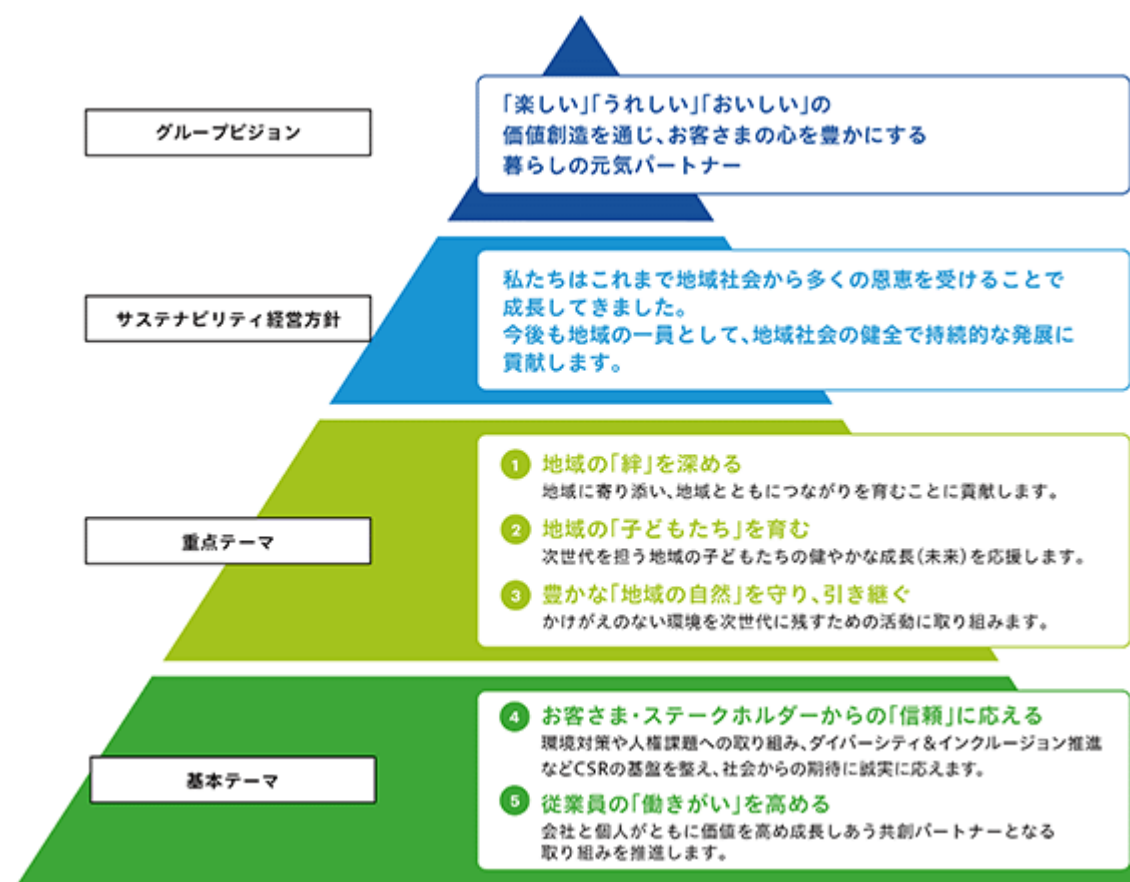 グループビジョン
「楽しい」「うれしい」「おいしい」の
価値創造を通じ、お客さまの心を豊かにする
暮らしの元気パートナー
サステナビリティ経営方針
私たちはこれまで地域社会から多くの恩恵を受けることで
成長してきました。
今後も地域の一員として、地域社会の健全で持続的な発展に
貢献します。
重点テーマ
1 地域の「絆」を深める
地域に寄り添い、地域とともにつながりを育むことに貢献します。
2 地域の「子どもたち」を育む
次世代を担う地域の子どもたちの健やかな成長(未来)を応援します。
3 豊かな「地域の自然」を守り、引き継ぐ
かけがえのない環境を次世代に残すための活動に取り組みます。
基本テーマ
4 お客さま・ステークホルダーからの「信頼」に応える
環境対策や人権課題への取り組み、ダイバーシティ&インクルージョン推進
などCSRの基盤を整え、社会からの期待に誠実に応えます。
5 従業員の「働きがい」を高める
会社と個人がともに価値を高め成長しあう共創パートナーとなる
取り組みを推進します。